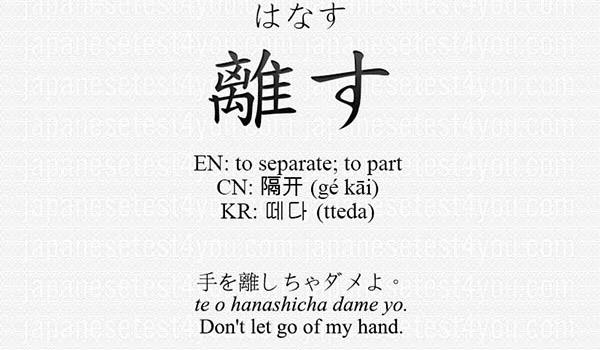 はなす
離す
EN: to separate; to part
CN: 隔开 (gé kāi)
KR: 떼다 (tteda)
手を離しちゃダメよ。
te o hanashicha dame yo.
Don't let go of my hand.